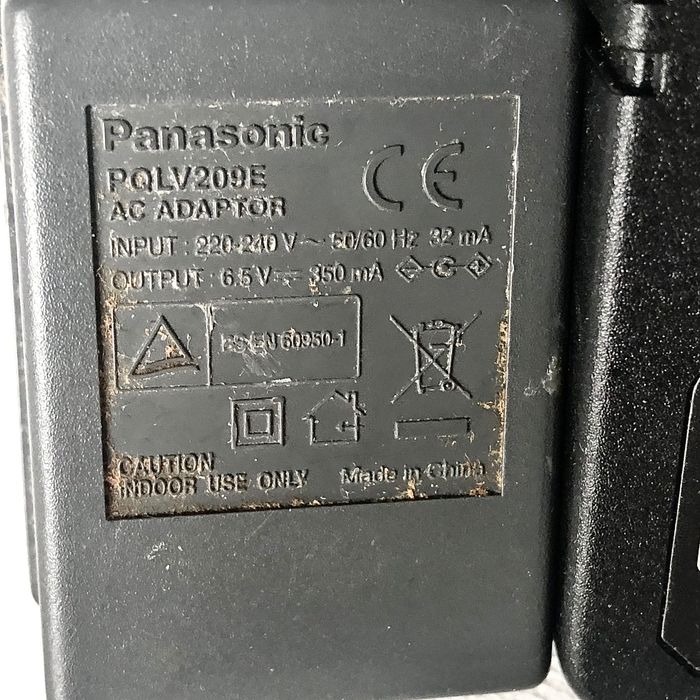 Panasonic
PQLV209E
AC ADAPTOR
CE
INPUT : 220-240 V ~ 50/60 Hz 32 mA
OUTPUT : 6.5 V ⎓ 350 mA
BS EN 60950-1
CAUTION
INDOOR USE ONLY
Made in China